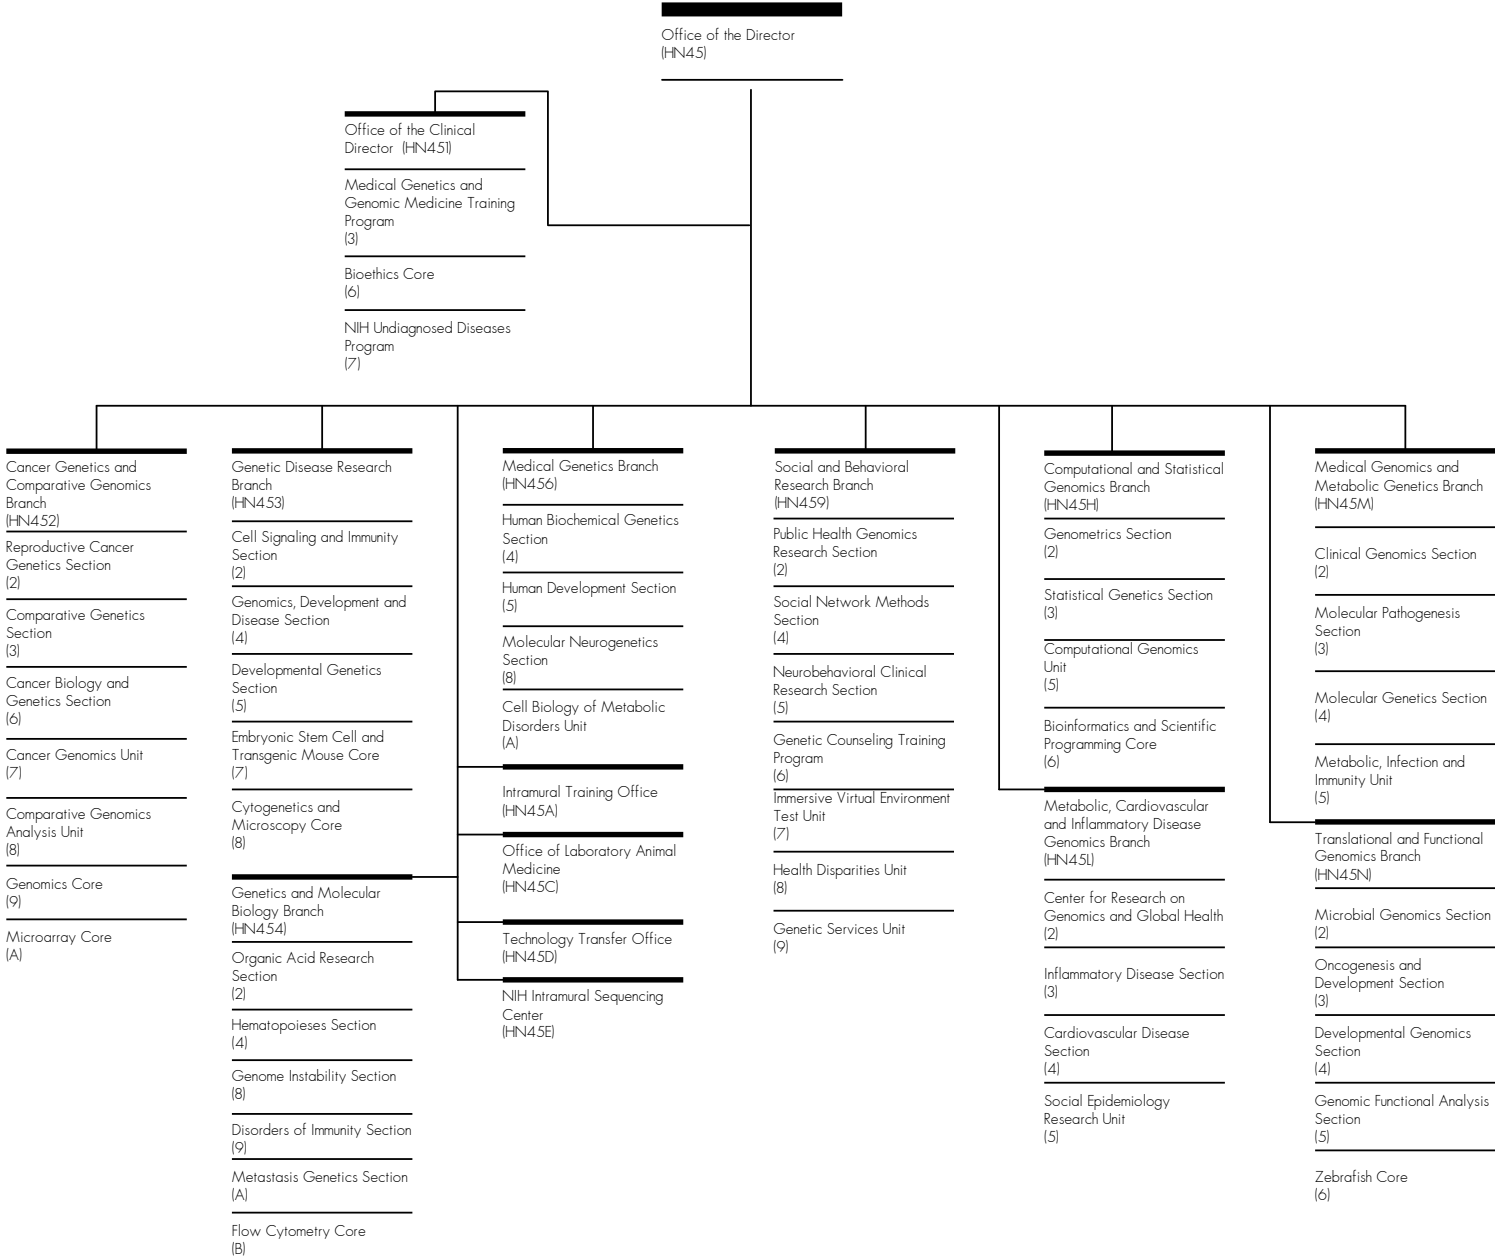 Office of the Director
(HN45)
Office of the Clinical
Director (HN451)
Medical Genetics and
Genomic Medicine Training
Program
(3)
Bioethics Core
(6)
NIH Undiagnosed Diseases
Program
(7)
Cancer Genetics and
Comparative Genomics
Branch
(HN452)
Reproductive Cancer
Genetics Section
(2)
Comparative Genetics
Section
(3)
Cancer Biology and
Genetics Section
(6)
Cancer Genomics Unit
(7)
Comparative Genomics
Analysis Unit
(8)
Genomics Core
(9)
Microarray Core
(A)
Genetic Disease Research
Branch
(HN453)
Cell Signaling and Immunity
Section
(2)
Genomics, Development and
Disease Section
(4)
Developmental Genetics
Section
(5)
Embryonic Stem Cell and
Transgenic Mouse Core
(7)
Cytogenetics and
Microscopy Core
(8)
Genetics and Molecular
Biology Branch
(HN454)
Organic Acid Research
Section
(2)
Hematopoieses Section
(4)
Genome Instability Section
(8)
Disorders of Immunity Section
(9)
Metastasis Genetics Section
(A)
Flow Cytometry Core
(B)
Medical Genetics Branch
(HN456)
Human Biochemical Genetics
Section
(4)
Human Development Section
(5)
Molecular Neurogenetics
Section
(8)
Cell Biology of Metabolic
Disorders Unit
(A)
Intramural Training Office
(HN45A)
Office of Laboratory Animal
Medicine
(HN45C)
Technology Transfer Office
(HN45D)
NIH Intramural Sequencing
Center
(HN45E)
Social and Behavioral
Research Branch
(HN459)
Public Health Genomics
Research Section
(2)
Social Network Methods
Section
(4)
Neurobehavioral Clinical
Research Section
(5)
Genetic Counseling Training
Program
(6)
Immersive Virtual Environment
Test Unit
(7)
Health Disparities Unit
(8)
Genetic Services Unit
(9)
Computational and Statistical
Genomics Branch
(HN45H)
Genometrics Section
(2)
Statistical Genetics Section
(3)
Computational Genomics
Unit
(5)
Bioinformatics and Scientific
Programming Core
(6)
Metabolic, Cardiovascular
and Inflammatory Disease
Genomics Branch
(HN45L)
Center for Research on
Genomics and Global Health
(2)
Inflammatory Disease Section
(3)
Cardiovascular Disease
Section
(4)
Social Epidemiology
Research Unit
(5)
Medical Genomics and
Metabolic Genetics Branch
(HN45M)
Clinical Genomics Section
(2)
Molecular Pathogenesis
Section
(3)
Molecular Genetics Section
(4)
Metabolic, Infection and
Immunity Unit
(5)
Translational and Functional
Genomics Branch
(HN45N)
Microbial Genomics Section
(2)
Oncogenesis and
Development Section
(3)
Developmental Genomics
Section
(4)
Genomic Functional Analysis
Section
(5)
Zebrafish Core
(6)